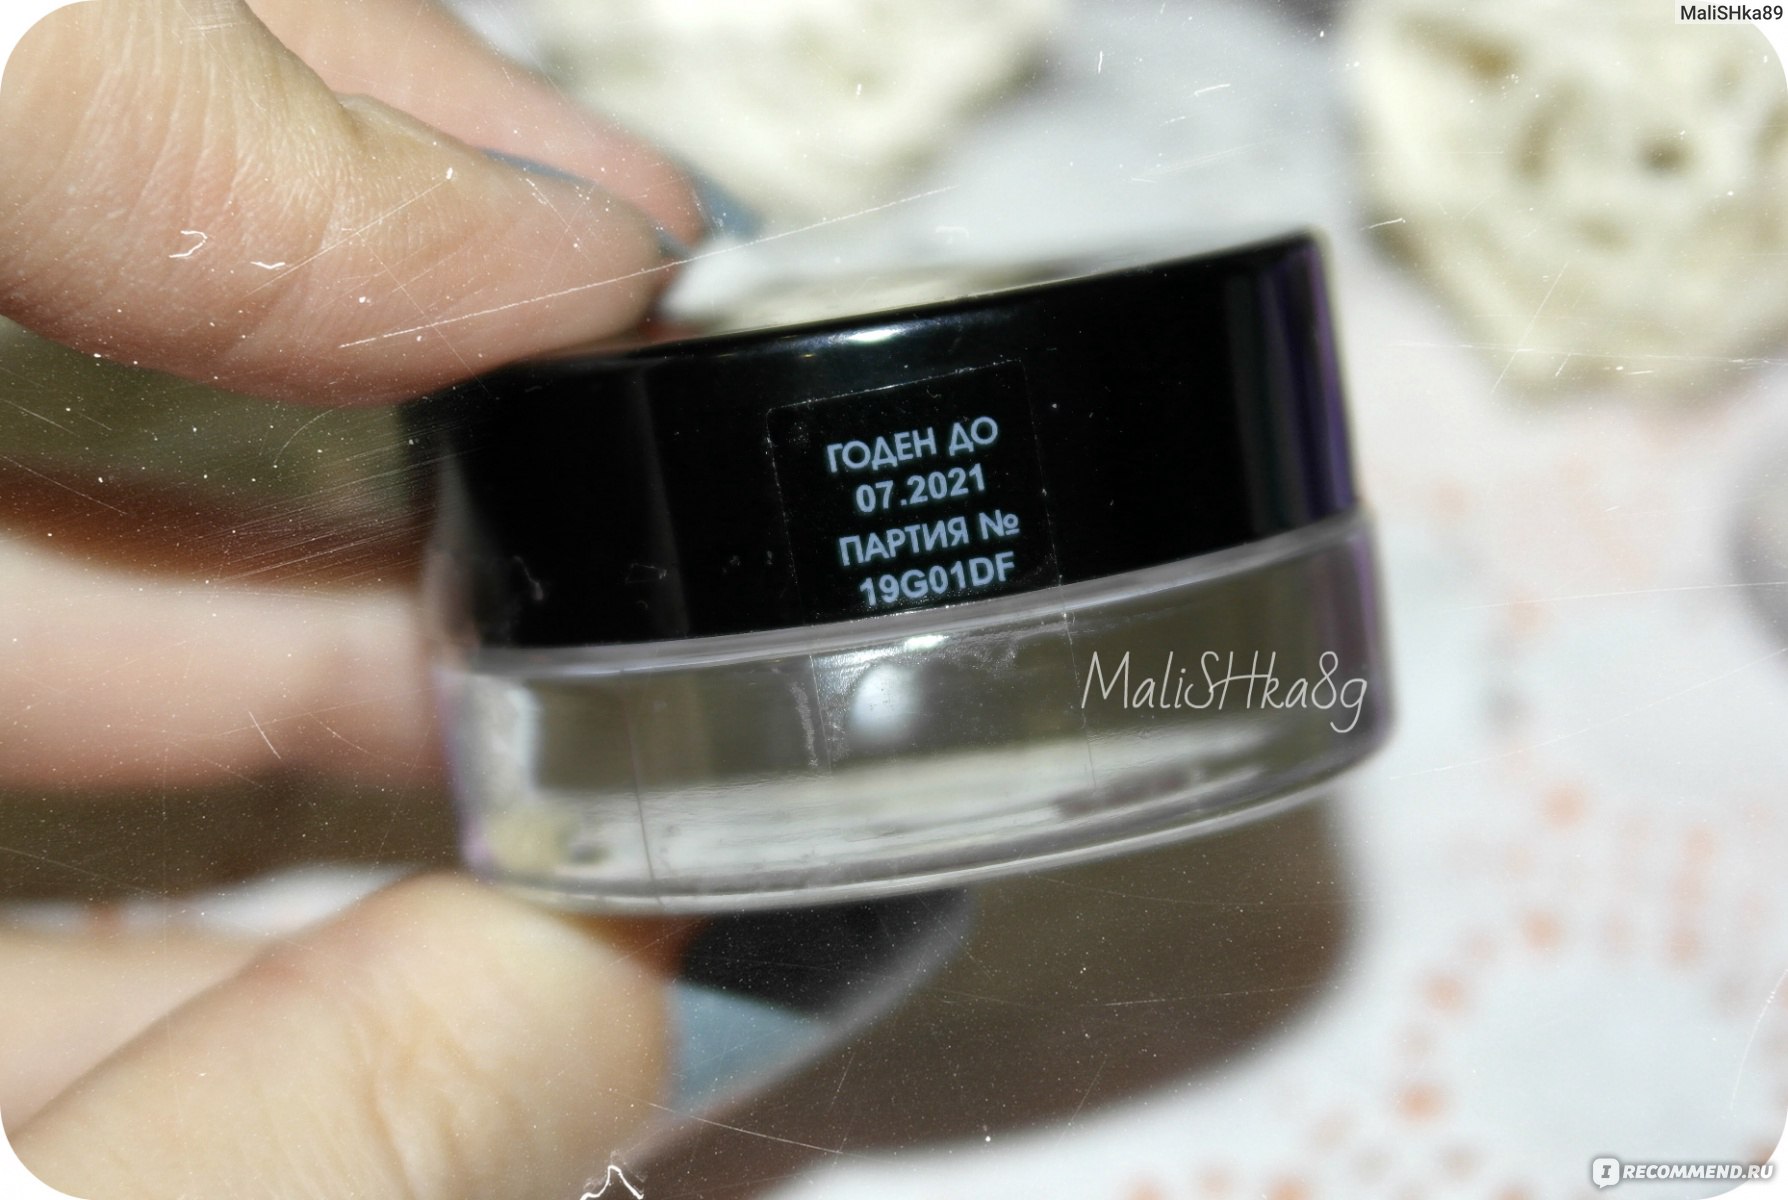 MaliSHka89
ГОДЕН ДО
07.2021
ПАРТИЯ №
19G01DF
MaliSHka89
I RECOMMEND.RU